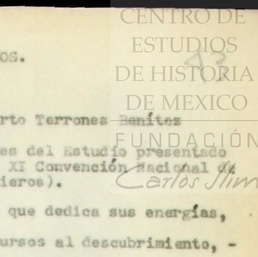 CENTRO DE
ESTUDIOS
DE HISTORIA
DE MEXICO
FUNDACIÓN
Carlos Slim
OS.
rto Terrones Benítez
es del Estudio presentado
XI Convención Nacional de
ieros).
que dedica sus energías,
ursos al descubrimiento, -